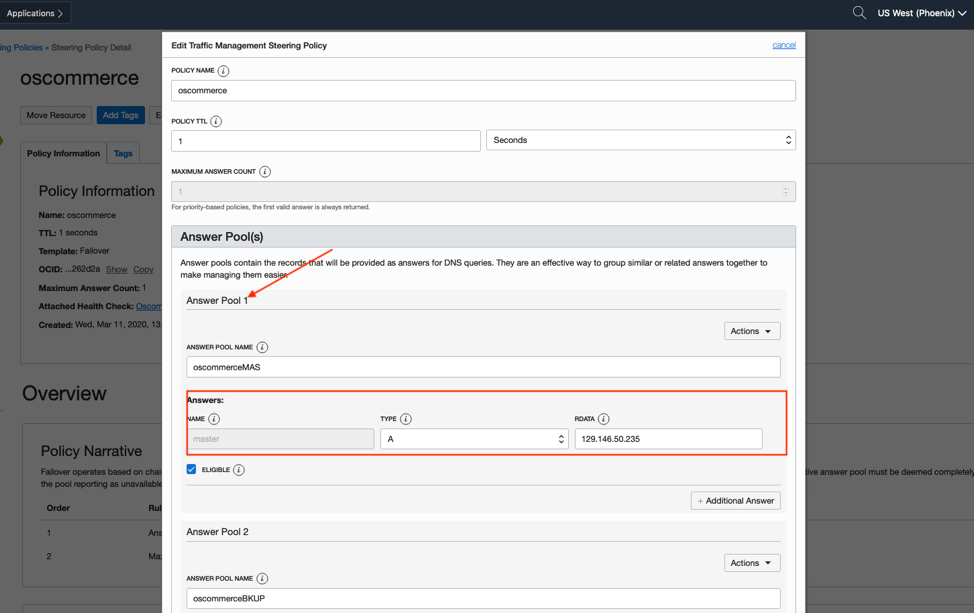 Applications
US West (Phoenix)
ing Policies » Steering Policy Detail
oscommerce
Move Resource
Add Tags
Policy Information
Tags
Policy Information
Name: oscommerce
TTL: 1 seconds
Template: Failover
OCID: ...262d2a Show Copy
Maximum Answer Count: 1
Attached Health Check: Oscom
Created: Wed, Mar 11, 2020, 13
Overview
Policy Narrative
Failover operates based on chai
ive answer pool must be deemed completely
the pool reporting as unavailable
Order
Rul
1
Ans
2
Max
Edit Traffic Management Steering Policy
cancel
POLICY NAME i
oscommerce
POLICY TTL i
1
Seconds
MAXIMUM ANSWER COUNT i
1
For priority-based policies, the first valid answer is always returned.
Answer Pool(s)
Answer pools contain the records that will be provided as answers for DNS queries. They are an effective way to group similar or related answers together to
make managing them easier.
Answer Pool 1
Actions
ANSWER POOL NAME i
oscommerceMAS
Answers:
NAME i
TYPE i
RDATA i
master
A
129.146.50.235
ELIGIBLE i
+ Additional Answer
Answer Pool 2
Actions
ANSWER POOL NAME i
oscommerceBKUP